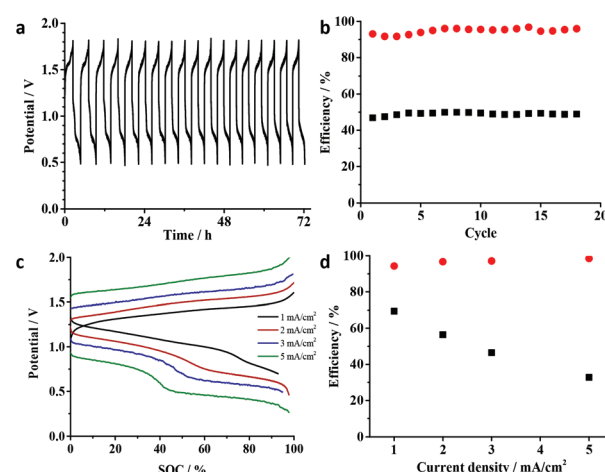 a
2.0
1.5
1.0
0.5
0.0
Potential / V
0
24
48
72
Time / h
b
100
80
60
40
20
0
Efficiency / %
0
5
10
15
20
Cycle
c
2.0
1.5
1.0
0.5
0.0
Potential / V
1 mA/cm²
2 mA/cm²
3 mA/cm²
5 mA/cm²
0
20
40
60
80
100
SOC / %
d
100
80
60
40
20
0
Efficiency / %
1
2
3
4
5
Current density / mA/cm²